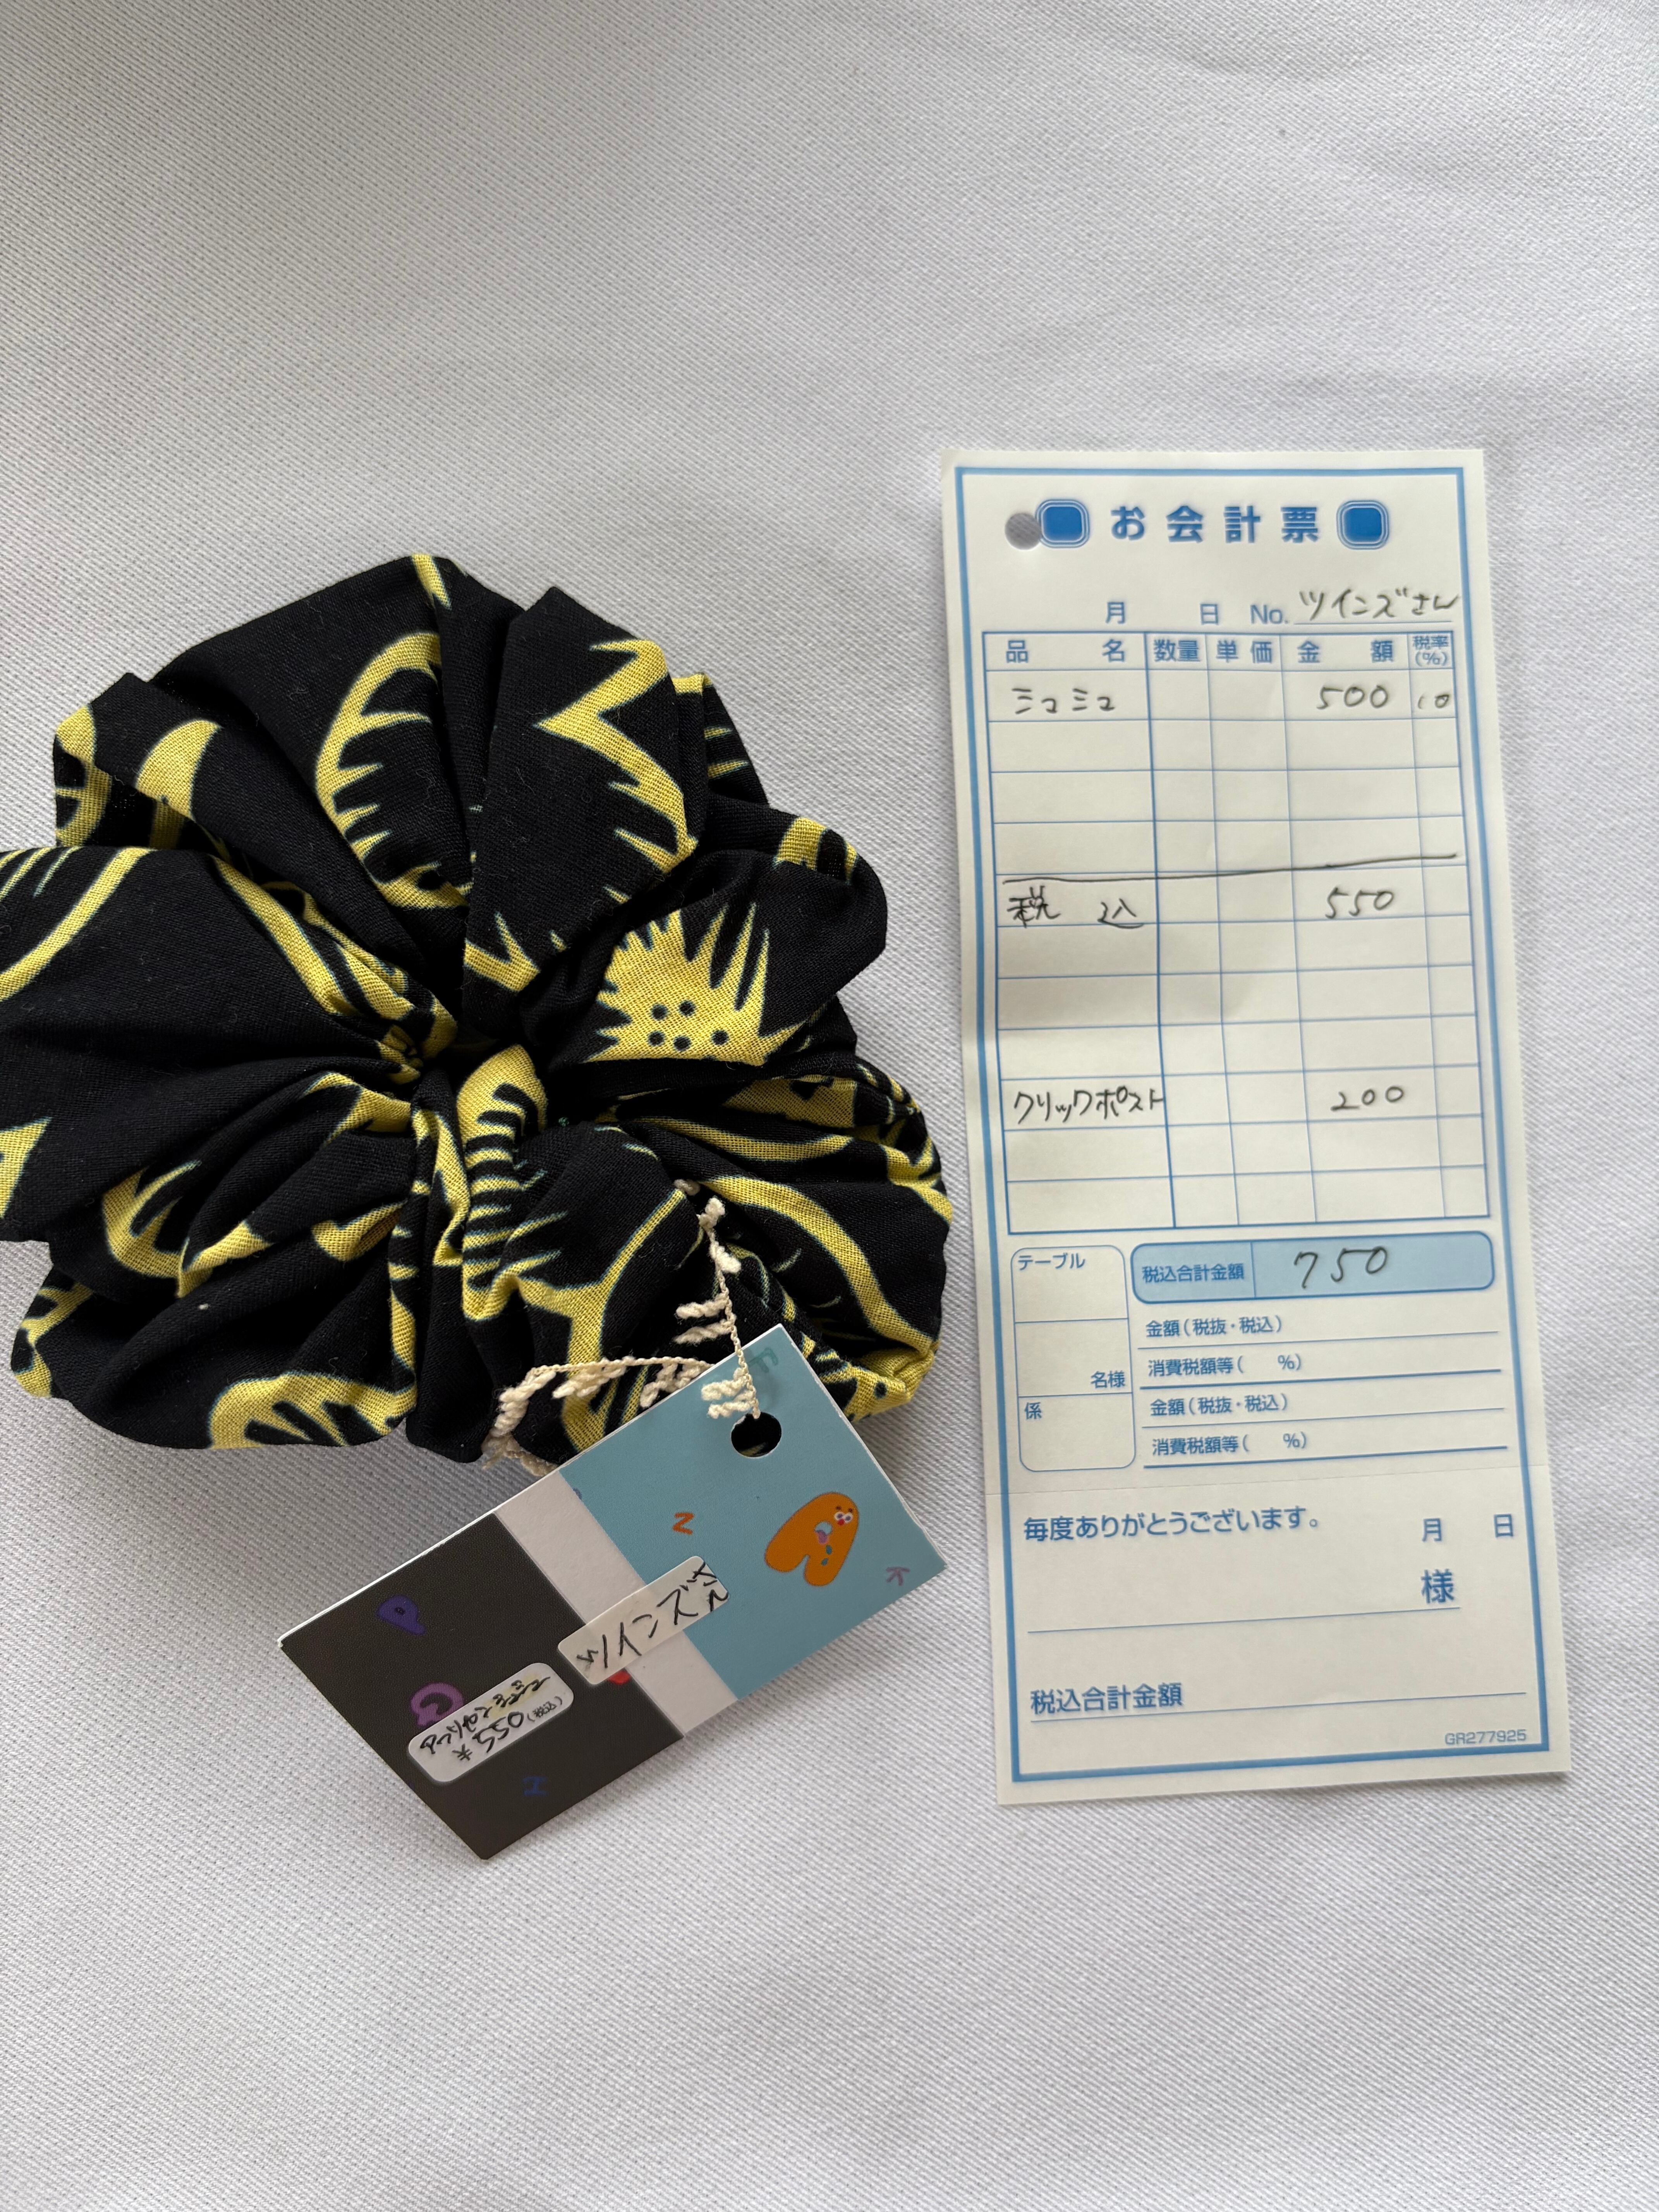 お会計票
月 日 No. ツインズさん
品名 数量 単価 金額 税率(%)
ミユミユ 500 10
税込 550
クリックポスト 200
テーブル
税込合計金額 750
金額(税抜・税込)
消費税額等( %)
名様
金額(税抜・税込)
係
消費税額等( %)
毎度ありがとうございます。 月 日
様
税込合計金額
GR277925
ツインズさん
¥550(税込)